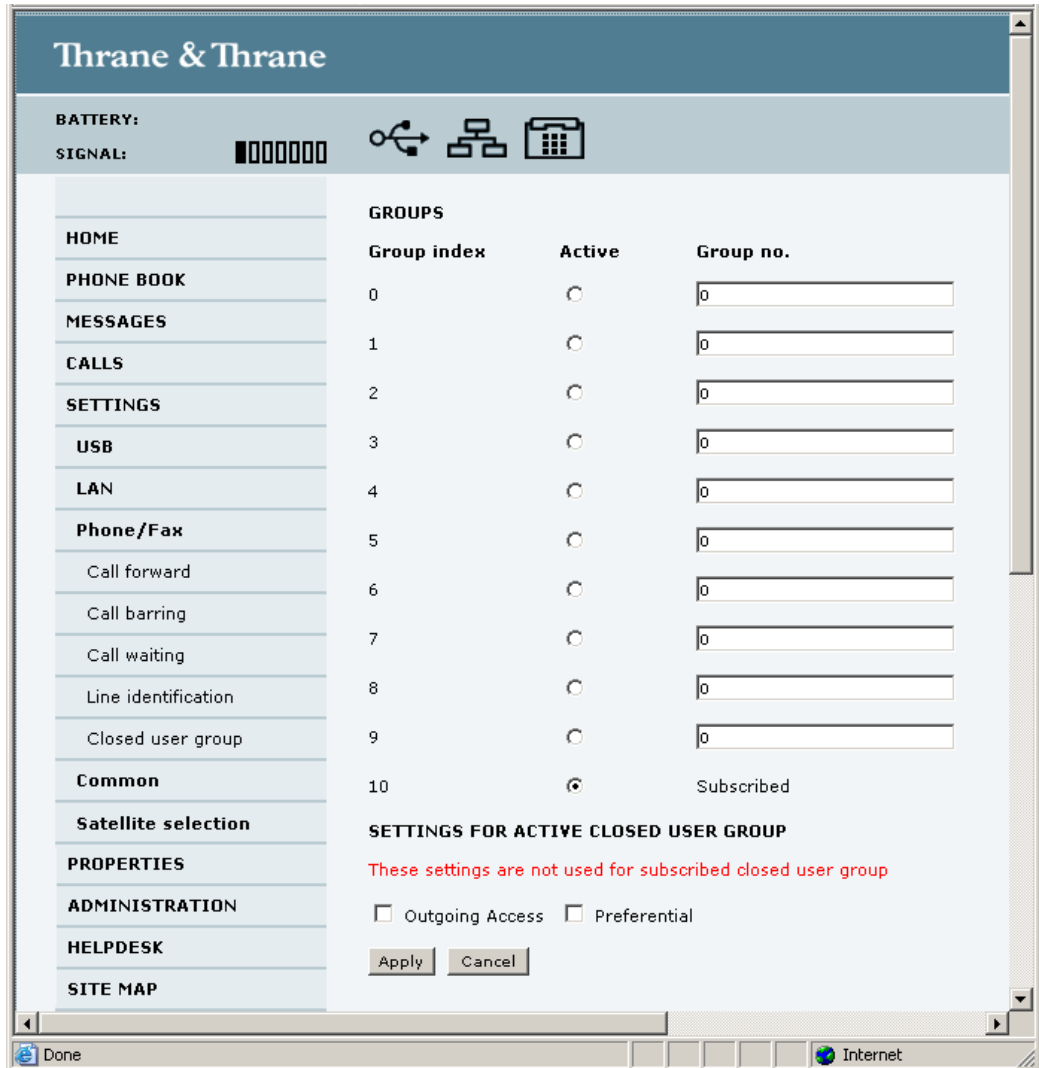 Thrane & Thrane
BATTERY:
SIGNAL:
HOME
PHONE BOOK
MESSAGES
CALLS
SETTINGS
USB
LAN
Phone/Fax
Call forward
Call barring
Call waiting
Line identification
Closed user group
Common
Satellite selection
PROPERTIES
ADMINISTRATION
HELPDESK
SITE MAP
GROUPS
Group index Active Group no.
0 0
1 0
2 0
3 0
4 0
5 0
6 0
7 0
8 0
9 0
10 Subscribed
SETTINGS FOR ACTIVE CLOSED USER GROUP
These settings are not used for subscribed closed user group
Outgoing Access Preferential
Apply Cancel
Done Internet